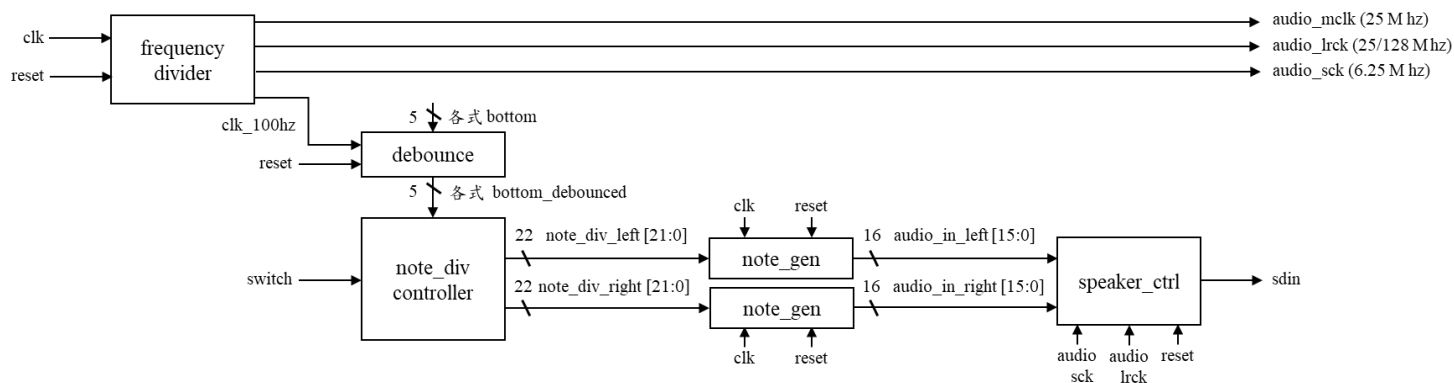 clk
reset
frequency
divider
audio_mclk (25 M hz)
audio_lrck (25/128 M hz)
audio_sck (6.25 M hz)
clk_100hz
5 各式 bottom
reset
debounce
5 各式 bottom_debounced
switch
note_div
controller
22 note_div_left [21:0]
22 note_div_right [21:0]
clk reset
note_gen
note_gen
clk reset
16 audio_in_left [15:0]
16 audio_in_right [15:0]
speaker_ctrl
sdin
audio
sck
audio
lrck
reset